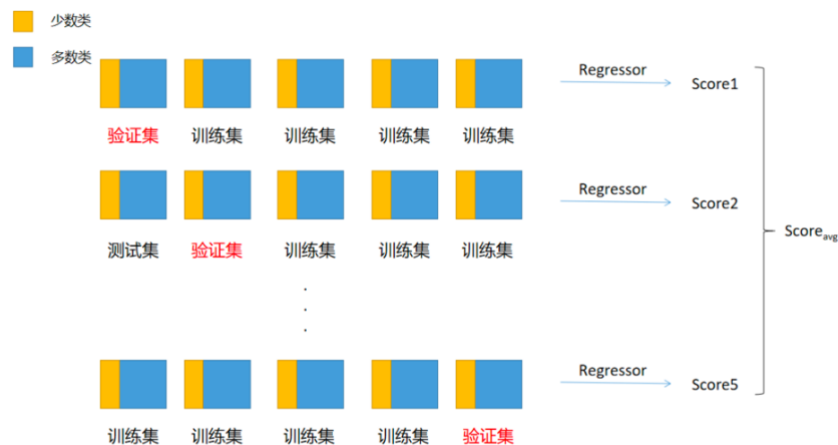 少数类
多数类
Regressor
Score1
验证集 训练集 训练集 训练集 训练集
Regressor
Score2
测试集 验证集 训练集 训练集 训练集
Score_avg
Regressor
Score5
训练集 训练集 训练集 训练集 验证集